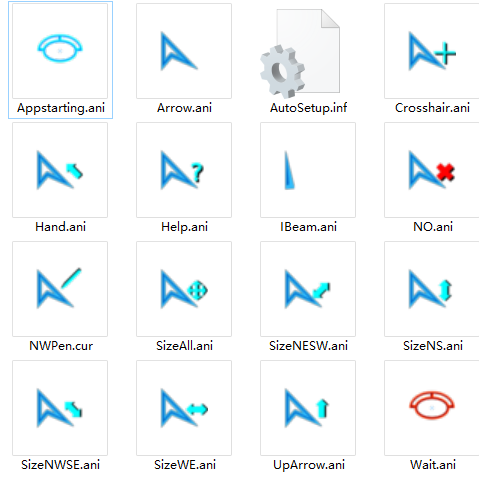 Appstarting.ani
Arrow.ani
AutoSetup.inf
Crosshair.ani
Hand.ani
Help.ani
IBeam.ani
NO.ani
NWPen.cur
SizeAll.ani
SizeNESW.ani
SizeNS.ani
SizeNWSE.ani
SizeWE.ani
UpArrow.ani
Wait.ani